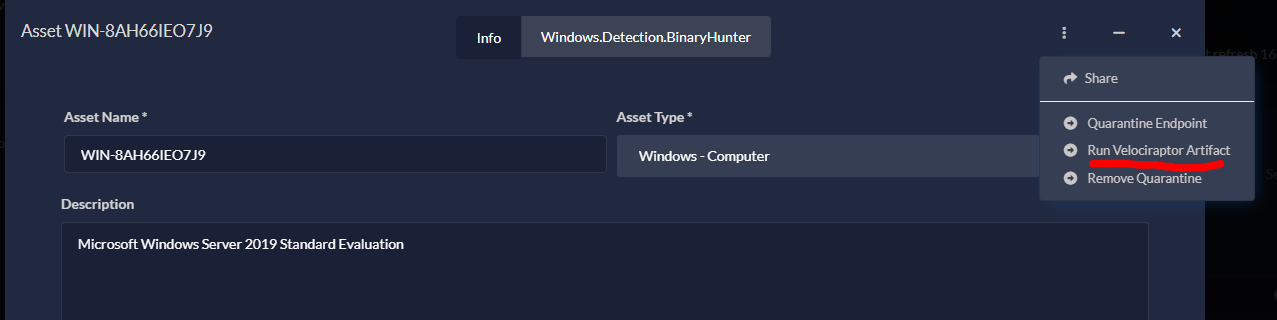 Asset WIN-8AH66IEO7J9
Info
Windows.Detection.BinaryHunter
t refresh 16
Share
Asset Name *
Asset Type *
Quarantine Endpoint
WIN-8AH66IEO7J9
Windows - Computer
Run Velociraptor Artifact
Remove Quarantine
Description
Microsoft Windows Server 2019 Standard Evaluation